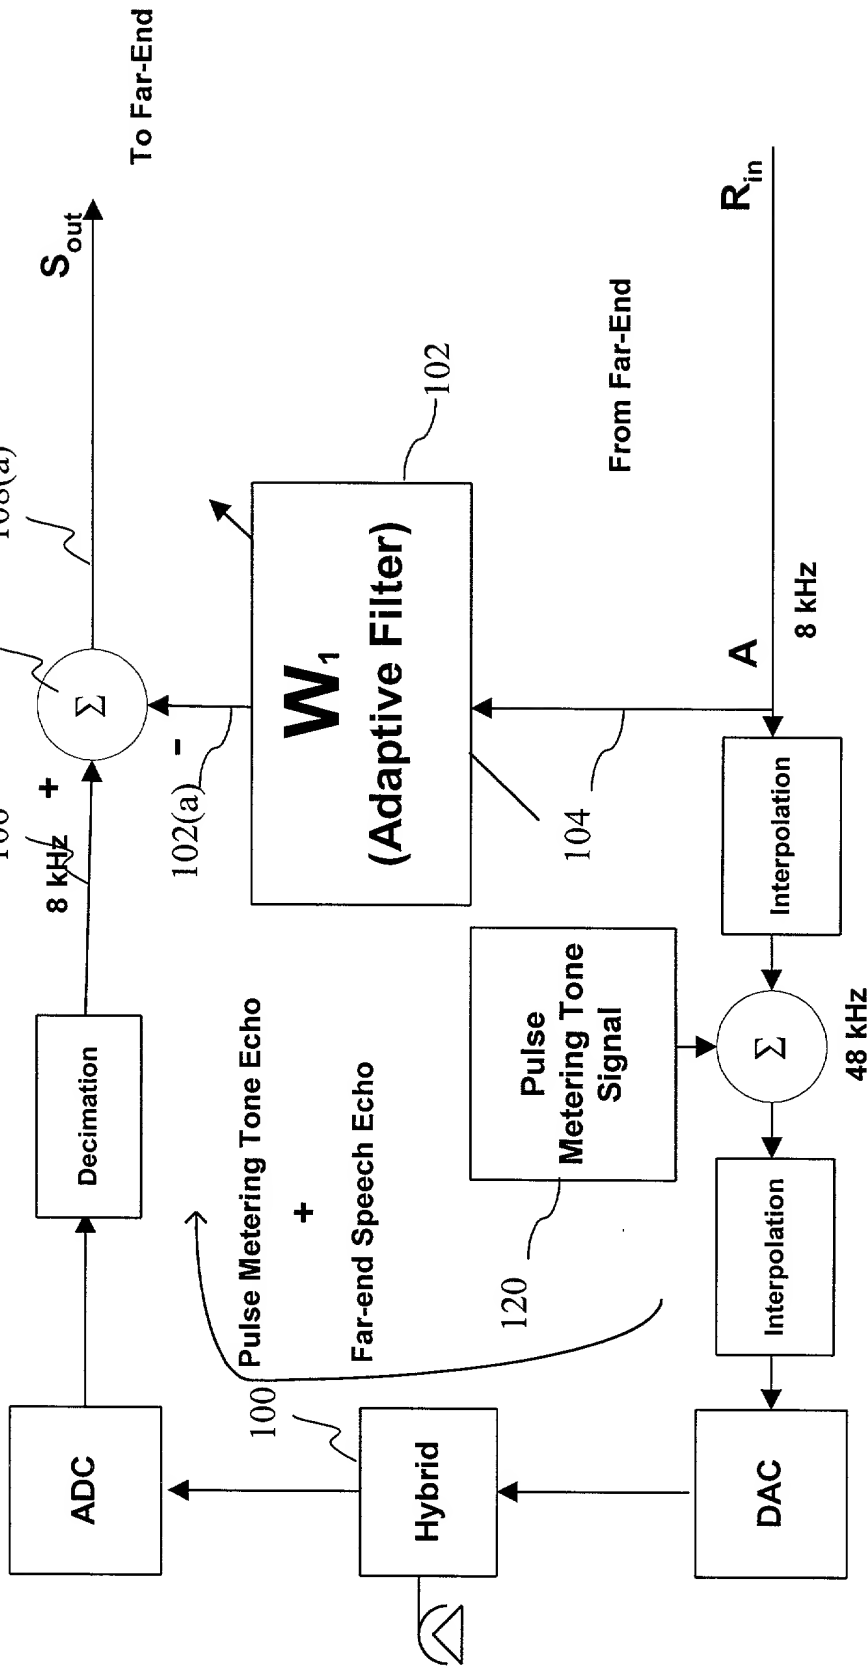 108(a)
S
out
ADC
Decimation
8 kHz
+
Σ
To Far-End
102(a)
−
Pulse Metering Tone Echo
+
Far-end Speech Echo
100
Hybrid
W1
(Adaptive Filter)
102
120
Pulse
Metering Tone
Signal
104
From Far-End
DAC
Interpolation
Σ
Interpolation
A
Rin
48 kHz
8 kHz